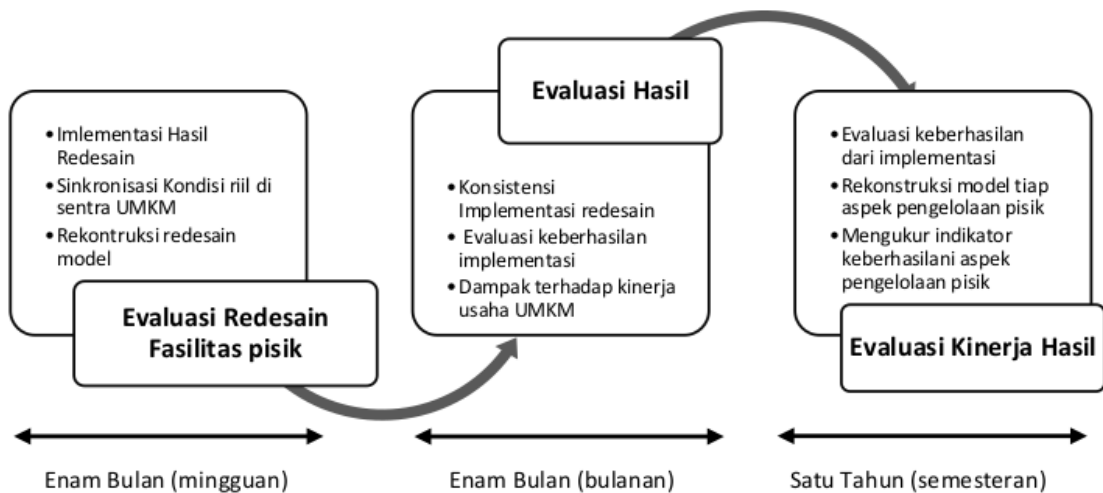 • Imlementasi Hasil
Redesain
• Sinkronisasi Kondisi riil di
sentra UMKM
• Rekontruksi redesain
model
Evaluasi Redesain
Fasilitas pisik
Evaluasi Hasil
• Konsistensi
Implementasi redesain
• Evaluasi keberhasilan
implementasi
• Dampak terhadap kinerja
usaha UMKM
• Evaluasi keberhasilan
dari implementasi
• Rekonstruksi model tiap
aspek pengelolaan pisik
• Mengukur indikator
keberhasilani aspek
pengelolaan pisik
Evaluasi Kinerja Hasil
Enam Bulan (mingguan)
Enam Bulan (bulanan)
Satu Tahun (semesteran)